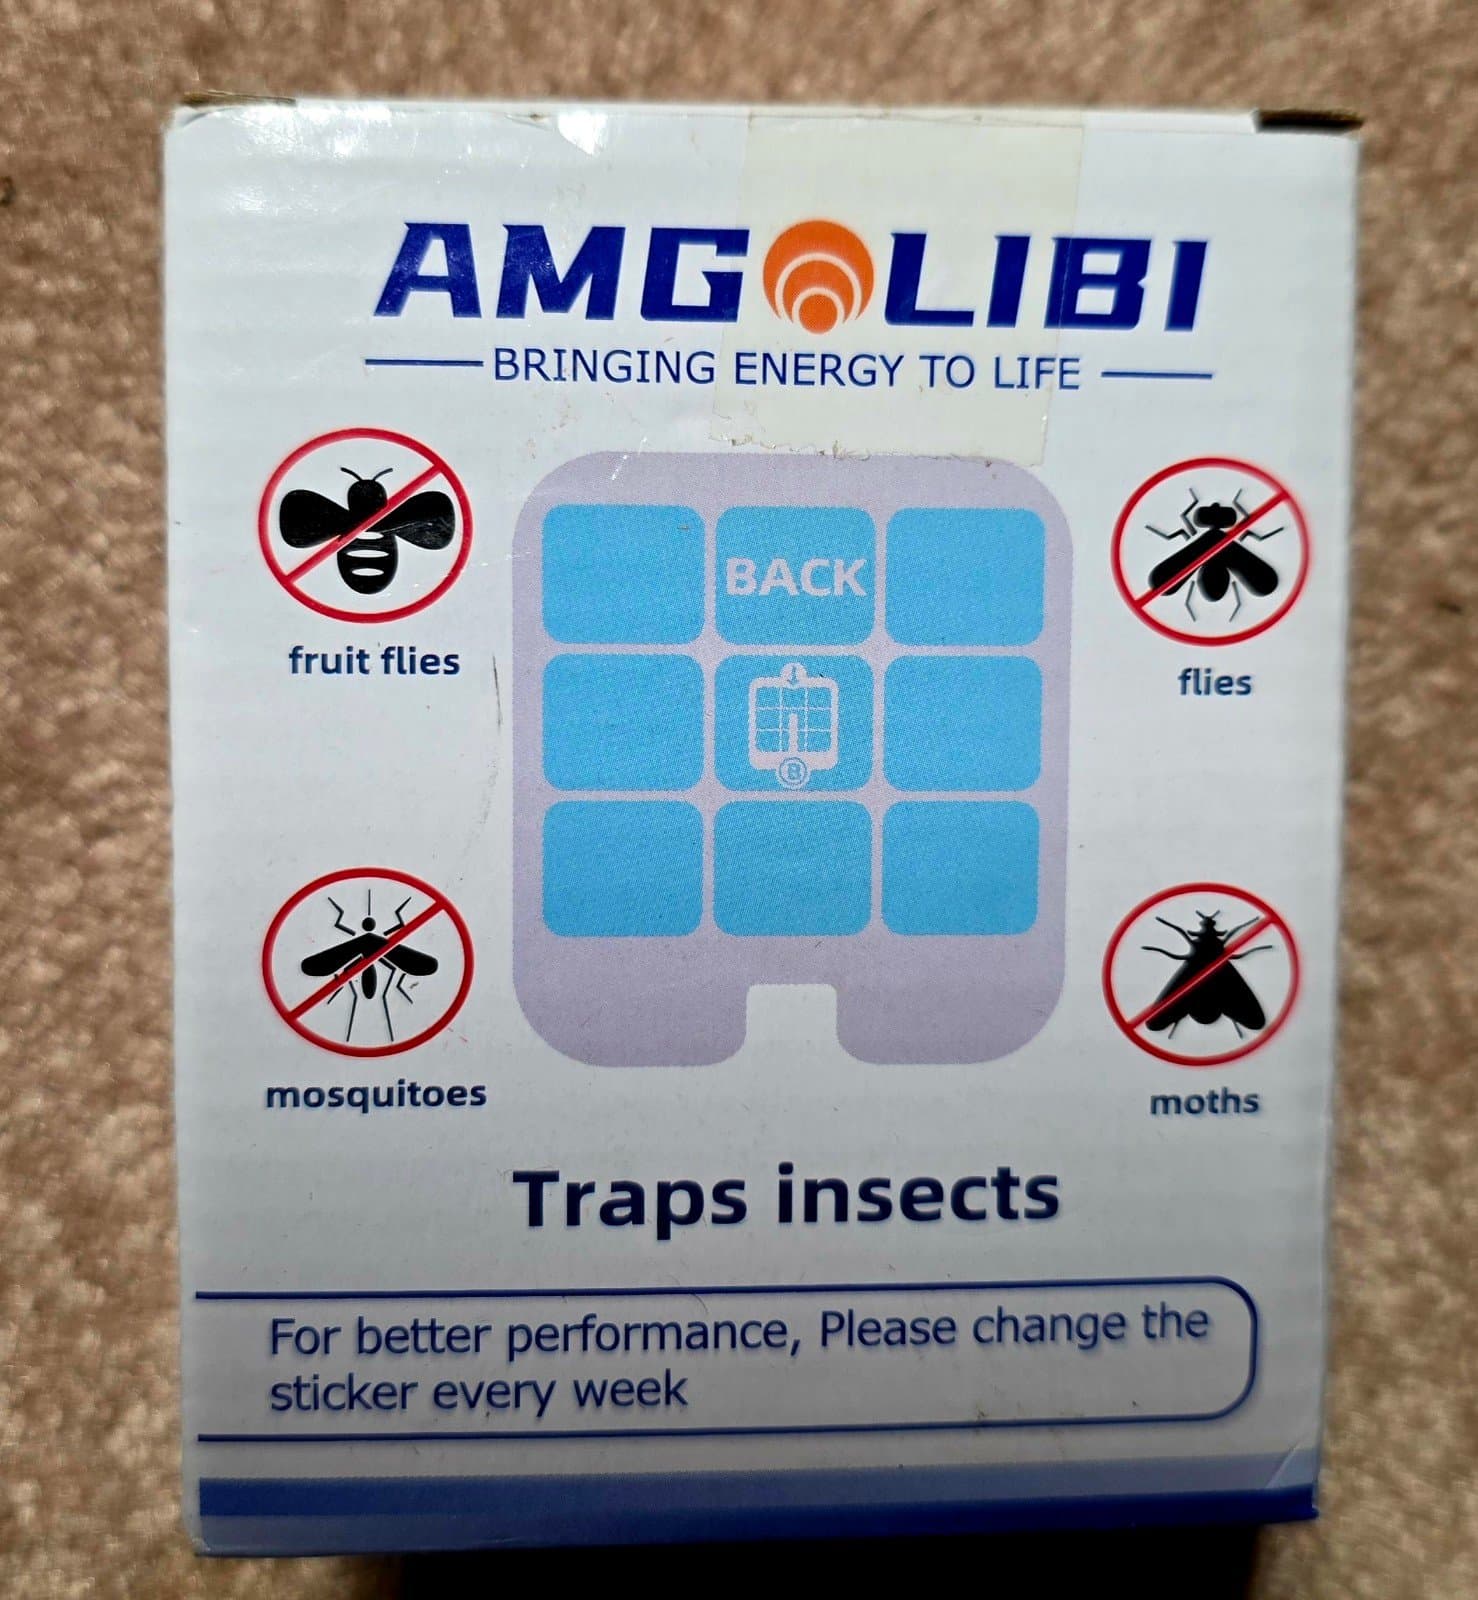 AMGOLIBI
BRINGING ENERGY TO LIFE
BACK
B
fruit flies
flies
mosquitoes
moths
Traps insects
For better performance, Please change the
sticker every week